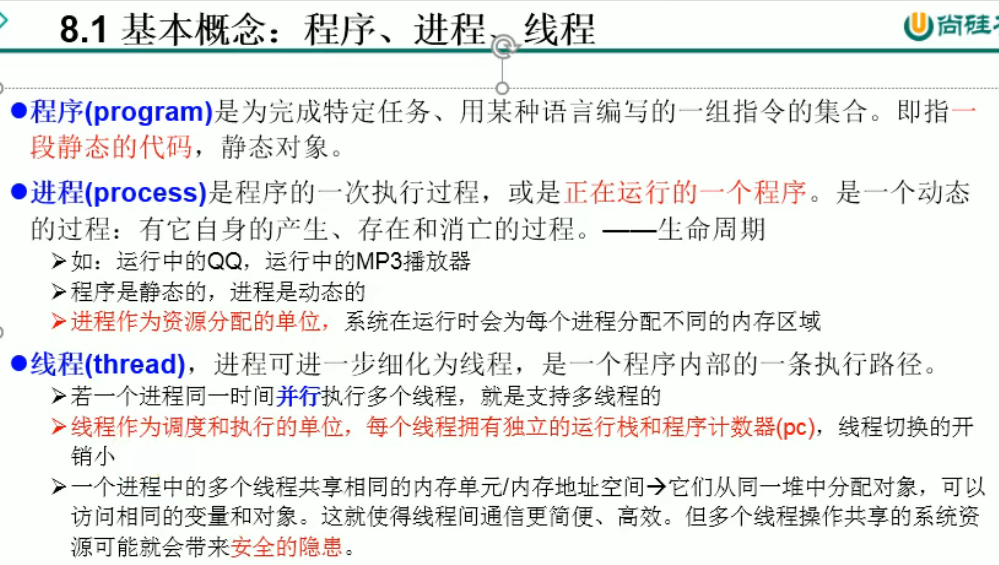 8.1 基本概念：程序、进程、线程
尚硅
●程序(program)是为完成特定任务、用某种语言编写的一组指令的集合。即指一
段静态的代码，静态对象。
●进程(process)是程序的一次执行过程，或是正在运行的一个程序。是一个动态
的过程：有它自身的产生、存在和消亡的过程。——生命周期
➢如：运行中的QQ，运行中的MP3播放器
➢程序是静态的，进程是动态的
➢进程作为资源分配的单位，系统在运行时会为每个进程分配不同的内存区域
●线程(thread)，进程可进一步细化为线程，是一个程序内部的一条执行路径。
➢若一个进程同一时间并行执行多个线程，就是支持多线程的
➢线程作为调度和执行的单位，每个线程拥有独立的运行栈和程序计数器(pc)，线程切换的开
销小
➢一个进程中的多个线程共享相同的内存单元/内存地址空间→它们从同一堆中分配对象，可以
访问相同的变量和对象。这就使得线程间通信更简便、高效。但多个线程操作共享的系统资
源可能就会带来安全的隐患。